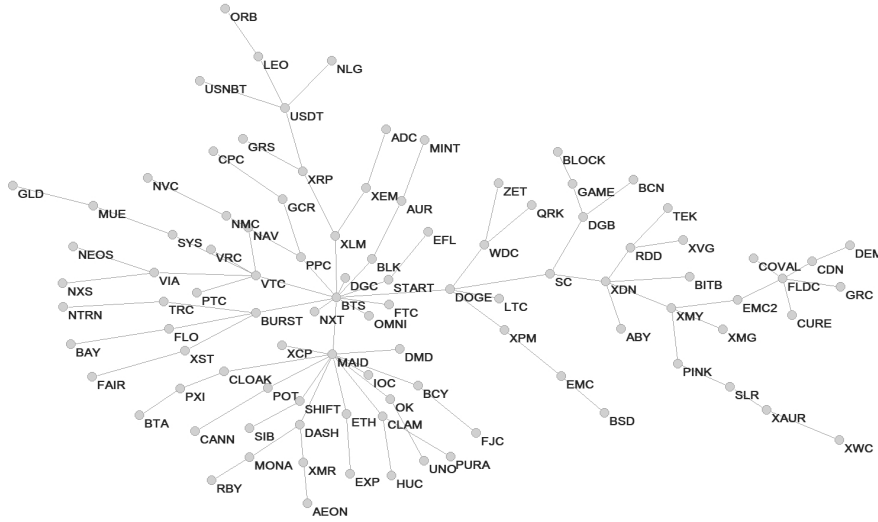 ORB
LEO
NLG
USNBT
USDT
ADC
GRS
MINT
CPC
BLOCK
XRP
NVC
GAME
BCN
ZET
GLD
XEM
GCR
AUR
QRK
MUE
TEK
NMC
DGB
NAV
EFL
SYS
XLM
XVG
VRC
WDC
RDD
DEM
NEOS
PPC
BLK
COVAL
CDN
VIA
VTC
DGC
START
SC
NXS
DOGE
XDN
BITB
FLDC
GRC
PTC
BTS
LTC
EMC2
NTRN
TRC
FTC
XMY
BURST
NXT
OMNI
CURE
FLO
XPM
ABY
XMG
BAY
XST
XCP
MAID
DMD
CLOAK
PINK
FAIR
IOC
EMC
PXI
POT
BCY
SLR
SHIFT
OK
BTA
ETH
CLAM
XAUR
BSD
CANN
SIB
DASH
FJC
XWC
MONA
XMR
UNO
PURA
RBY
EXP
HUC
AEON